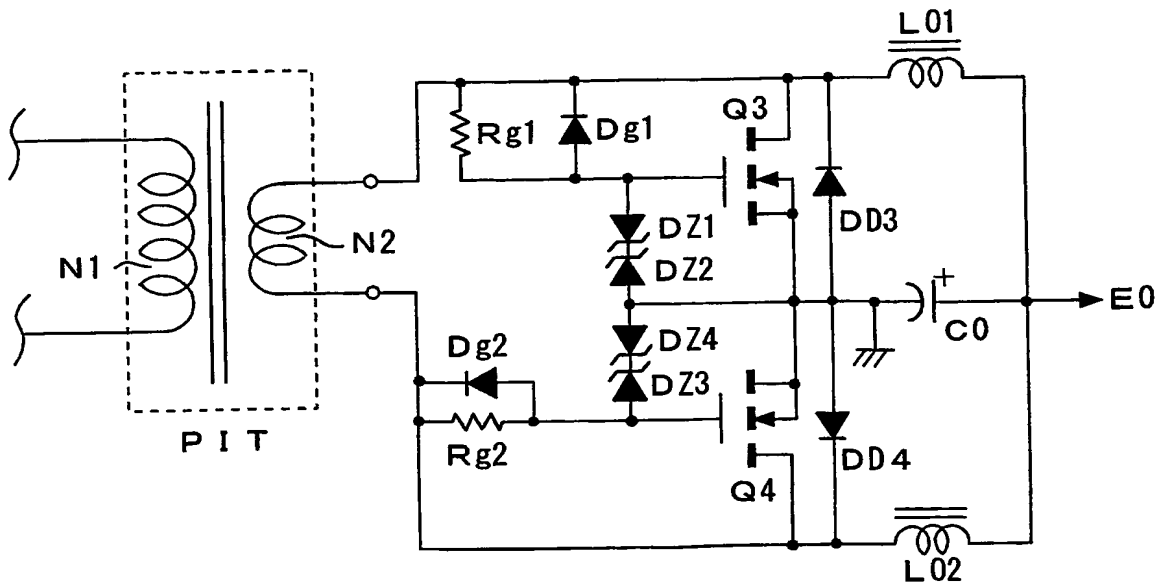 L01
Q3
Rg1
Dg1
DZ1
DD3
N2
N1
DZ2
+
E0
C0
Dg2
DZ4
DZ3
PIT
Rg2
DD4
Q4
L02